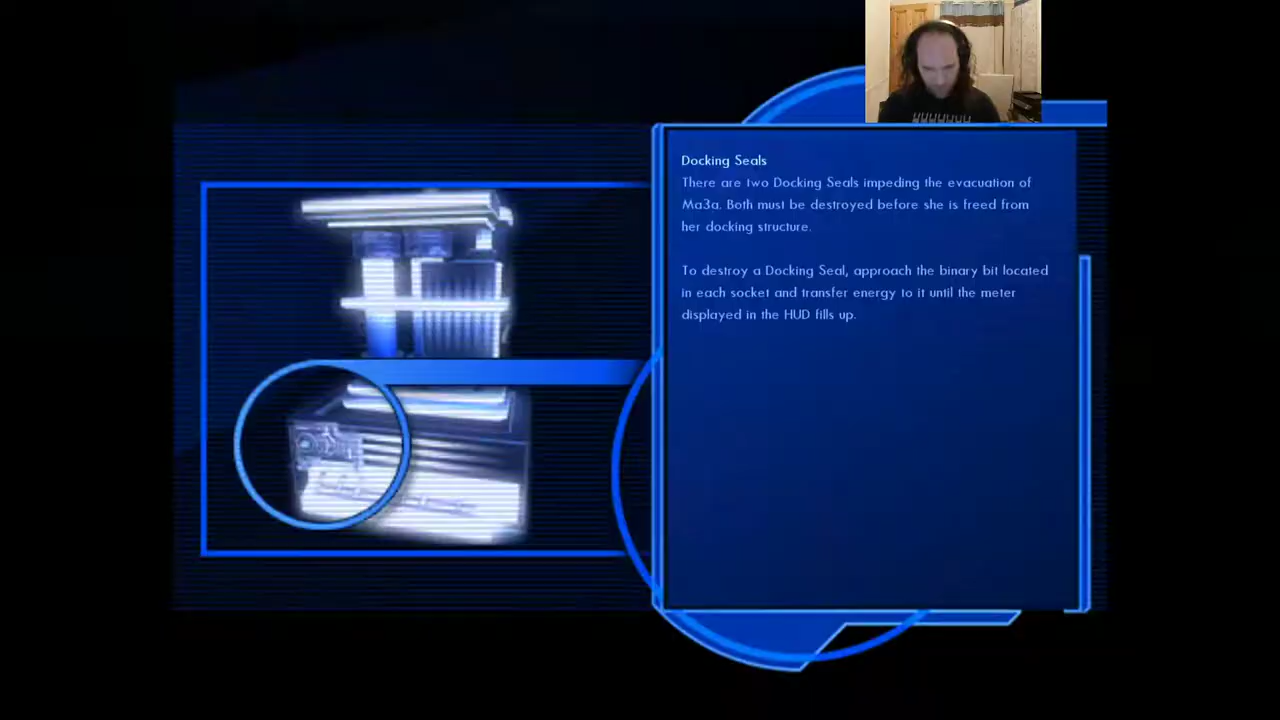 Docking Seals
There are two Docking Seals impeding the evacuation of
Ma3a. Both must be destroyed before she is freed from
her docking structure.
To destroy a Docking Seal, approach the binary bit located
in each socket and transfer energy to it until the meter
displayed in the HUD fills up.